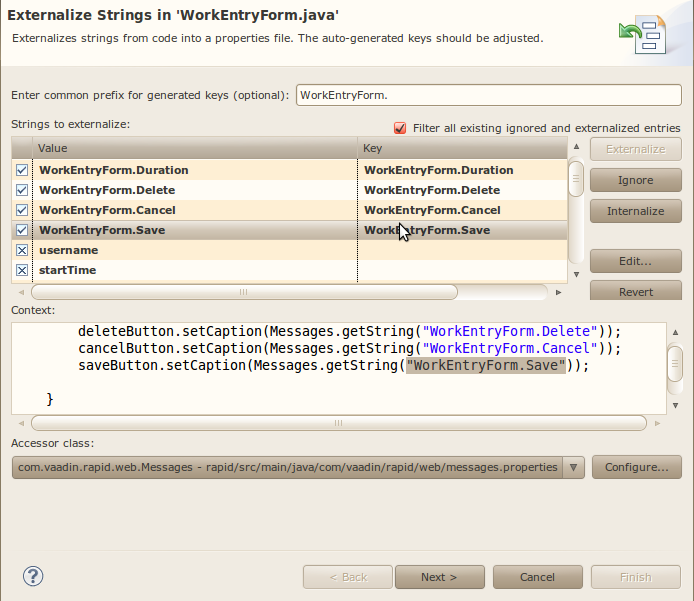 Externalize Strings in 'WorkEntryForm.java'
Externalizes strings from code into a properties file. The auto-generated keys should be adjusted.
Enter common prefix for generated keys (optional): WorkEntryForm.
Strings to externalize:
Filter all existing ignored and externalized entries
Value Key
WorkEntryForm.Duration WorkEntryForm.Duration
WorkEntryForm.Delete WorkEntryForm.Delete
WorkEntryForm.Cancel WorkEntryForm.Cancel
WorkEntryForm.Save WorkEntryForm.Save
username
startTime
Externalize
Ignore
Internalize
Edit...
Revert
Context:
deleteButton.setCaption(Messages.getString("WorkEntryForm.Delete"));
cancelButton.setCaption(Messages.getString("WorkEntryForm.Cancel"));
saveButton.setCaption(Messages.getString("WorkEntryForm.Save"));
}
Accessor class:
com.vaadin.rapid.web.Messages - rapid/src/main/java/com/vaadin/rapid/web/messages.properties Configure...
? < Back Next > Cancel Finish